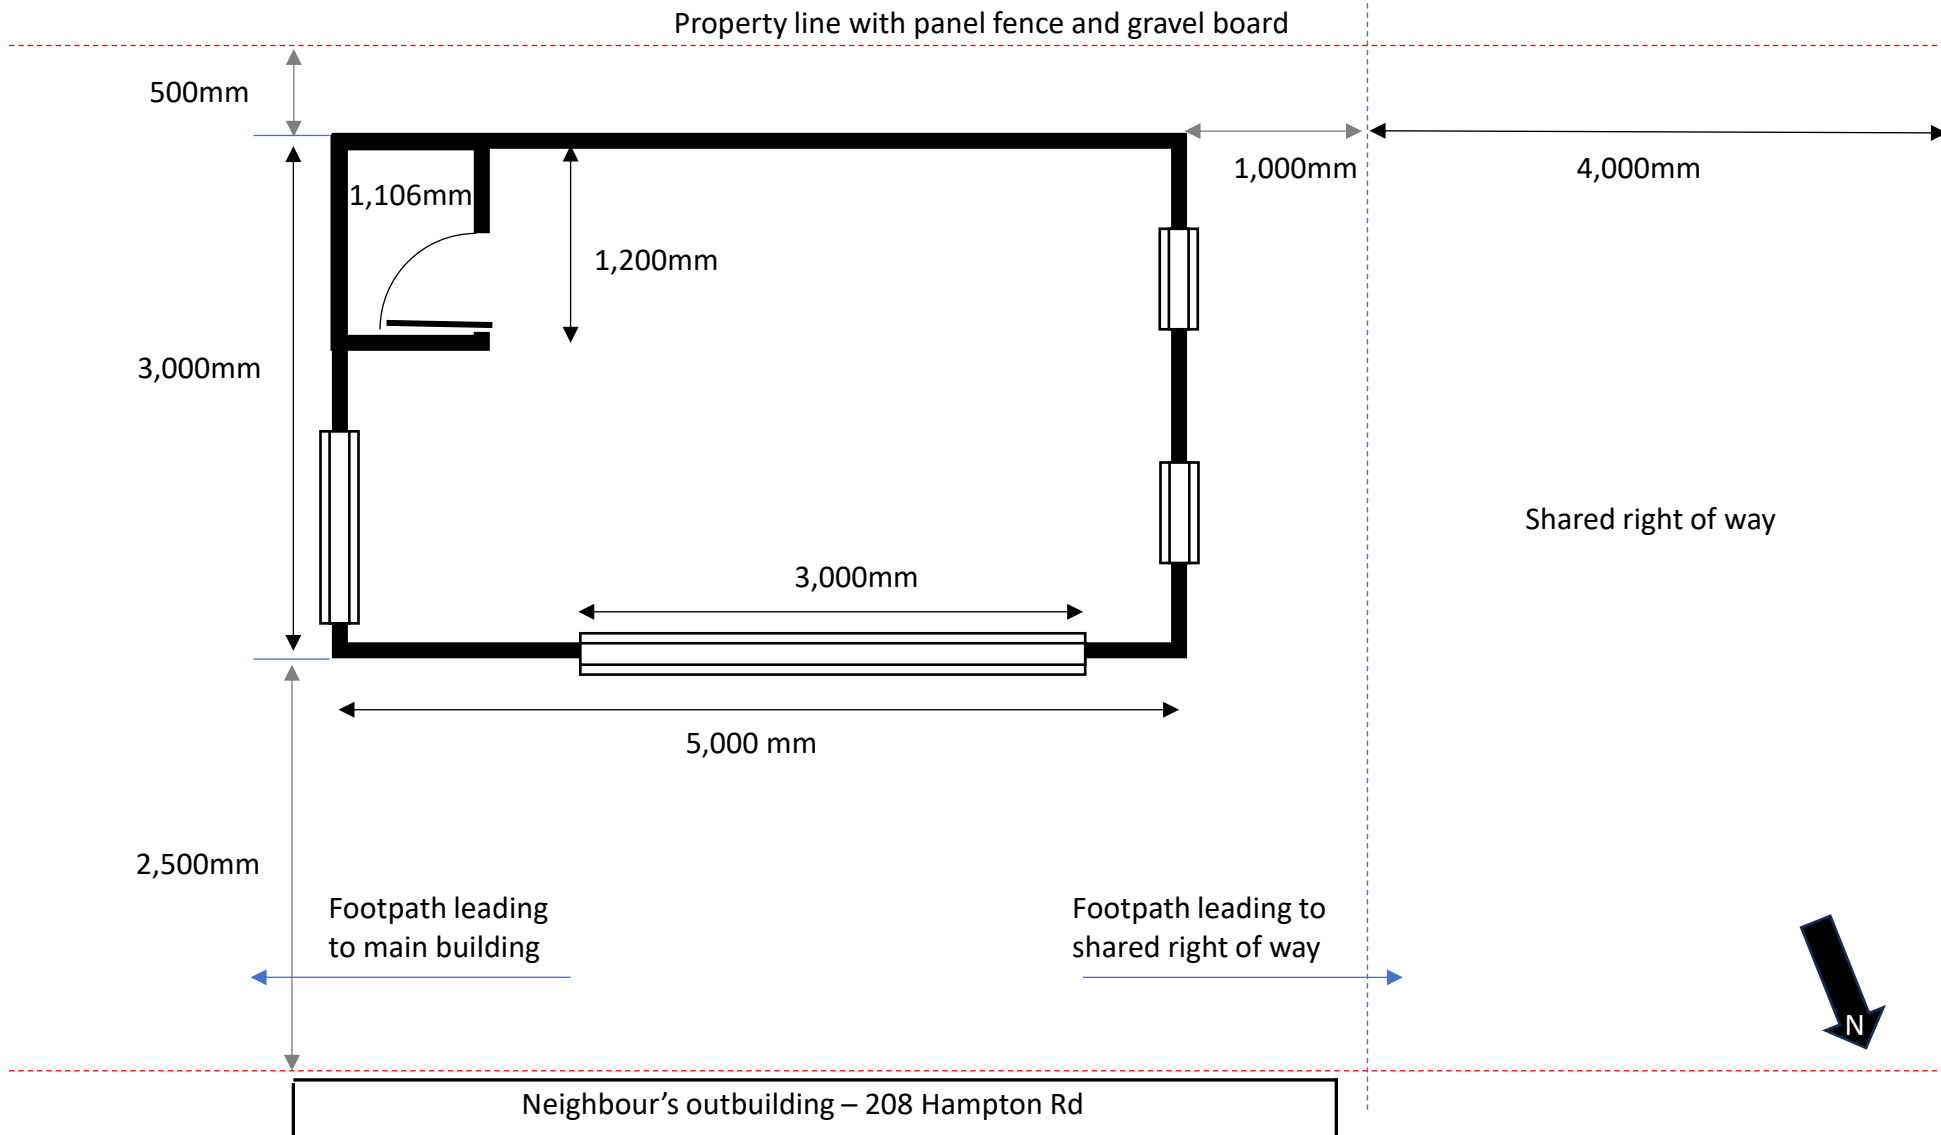 Property line with panel fence and gravel board
500mm
1,106mm
1,000mm
4,000mm
1,200mm
3,000mm
Shared right of way
3,000mm
5,000 mm
2,500mm
Footpath leading
to main building
Footpath leading to
shared right of way
N
Neighbour’s outbuilding – 208 Hampton Rd